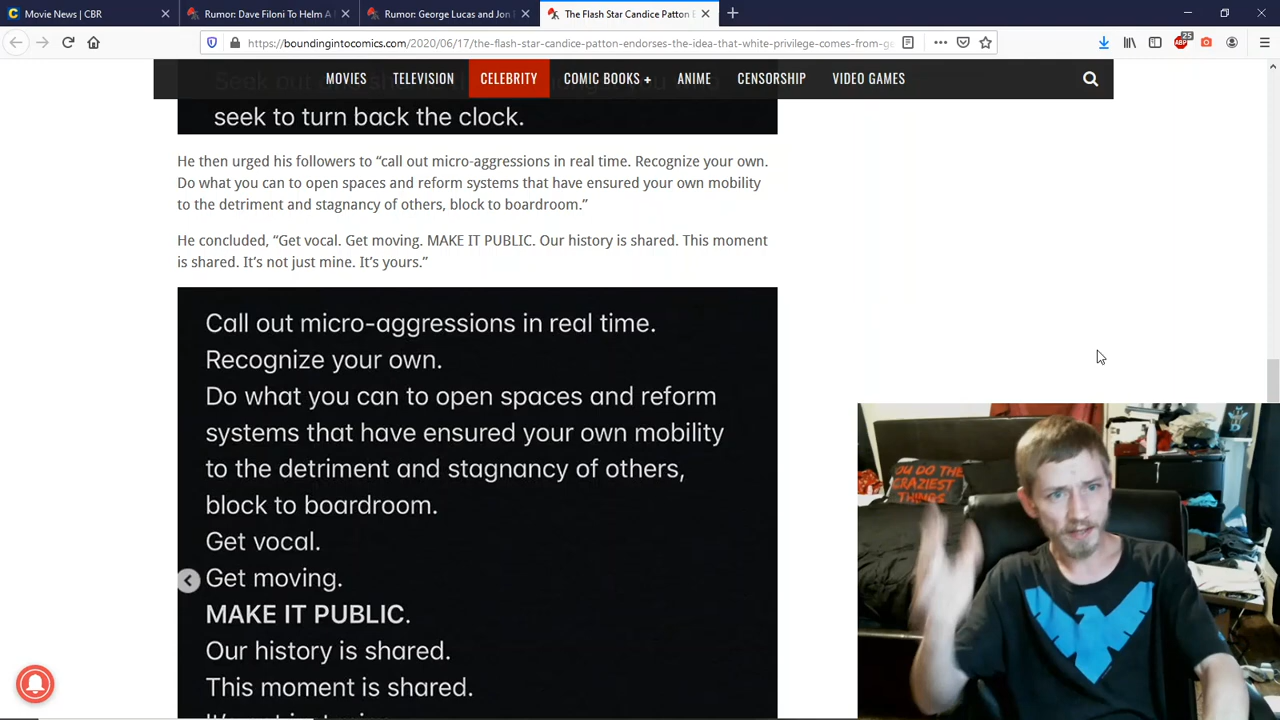 Movie News | CBR
Rumor: Dave Filoni To Helm A
Rumor: George Lucas and Jon
The Flash Star Candice Patton E
https://boundingintocomics.com/2020/06/17/the-flash-star-candice-patton-endorses-the-idea-that-white-privilege-comes-from-ge
ABP
25
MOVIES
TELEVISION
CELEBRITY
COMIC BOOKS +
ANIME
CENSORSHIP
VIDEO GAMES
seek to turn back the clock.
He then urged his followers to “call out micro-aggressions in real time. Recognize your own.
Do what you can to open spaces and reform systems that have ensured your own mobility
to the detriment and stagnancy of others, block to boardroom.”
He concluded, “Get vocal. Get moving. MAKE IT PUBLIC. Our history is shared. This moment
is shared. It’s not just mine. It’s yours.”
Call out micro-aggressions in real time.
Recognize your own.
Do what you can to open spaces and reform
systems that have ensured your own mobility
to the detriment and stagnancy of others,
block to boardroom.
Get vocal.
Get moving.
MAKE IT PUBLIC.
Our history is shared.
This moment is shared.
YOU DO THE
CRAZIEST
THINGS